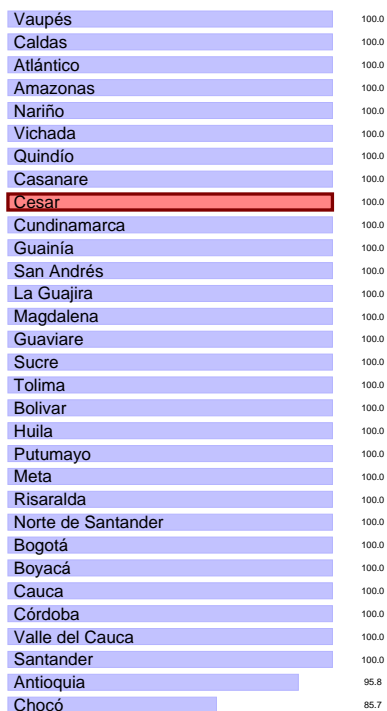 Vaupés 100.0
Caldas 100.0
Atlántico 100.0
Amazonas 100.0
Nariño 100.0
Vichada 100.0
Quindío 100.0
Casanare 100.0
Cesar 100.0
Cundinamarca 100.0
Guainía 100.0
San Andrés 100.0
La Guajira 100.0
Magdalena 100.0
Guaviare 100.0
Sucre 100.0
Tolima 100.0
Bolivar 100.0
Huila 100.0
Putumayo 100.0
Meta 100.0
Risaralda 100.0
Norte de Santander 100.0
Bogotá 100.0
Boyacá 100.0
Cauca 100.0
Córdoba 100.0
Valle del Cauca 100.0
Santander 100.0
Antioquia 95.8
Chocó 85.7